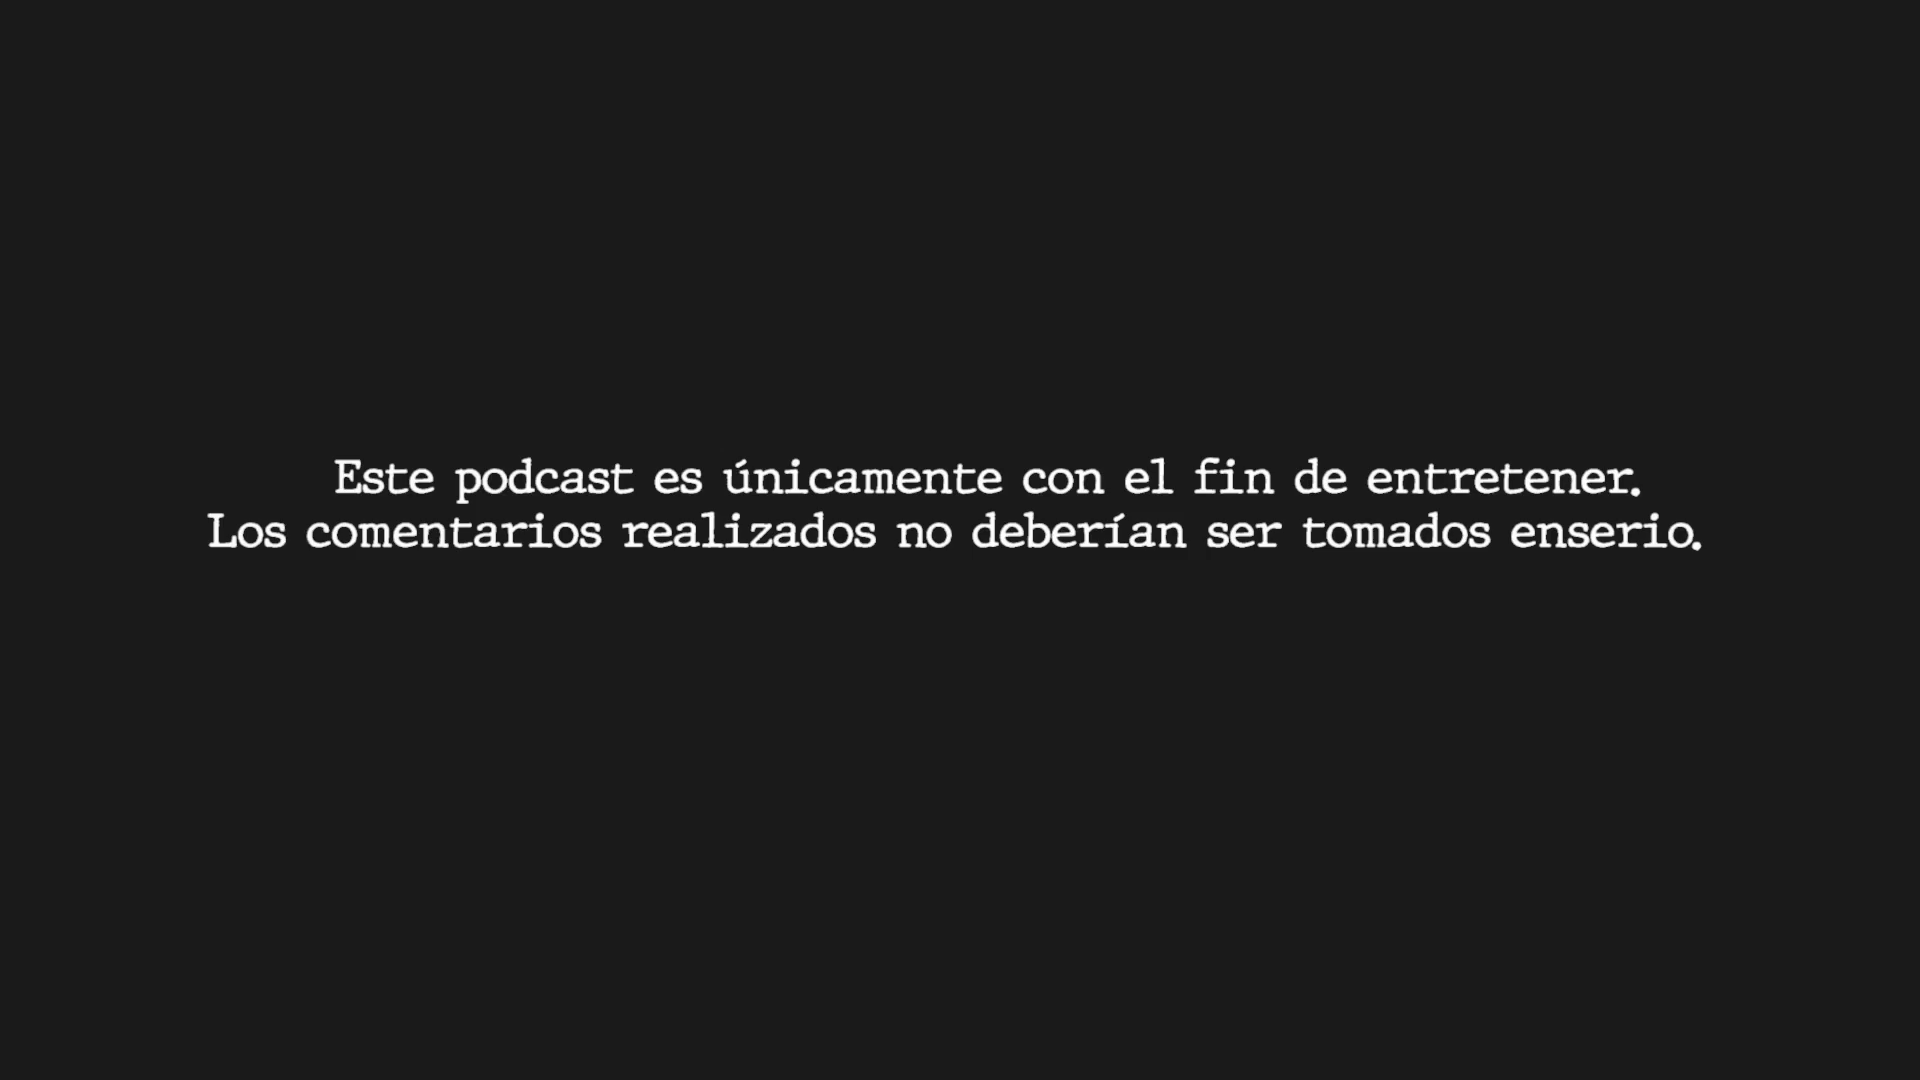 Este podcast es únicamente con el fin de entretener.
Los comentarios realizados no deberían ser tomados enserio.